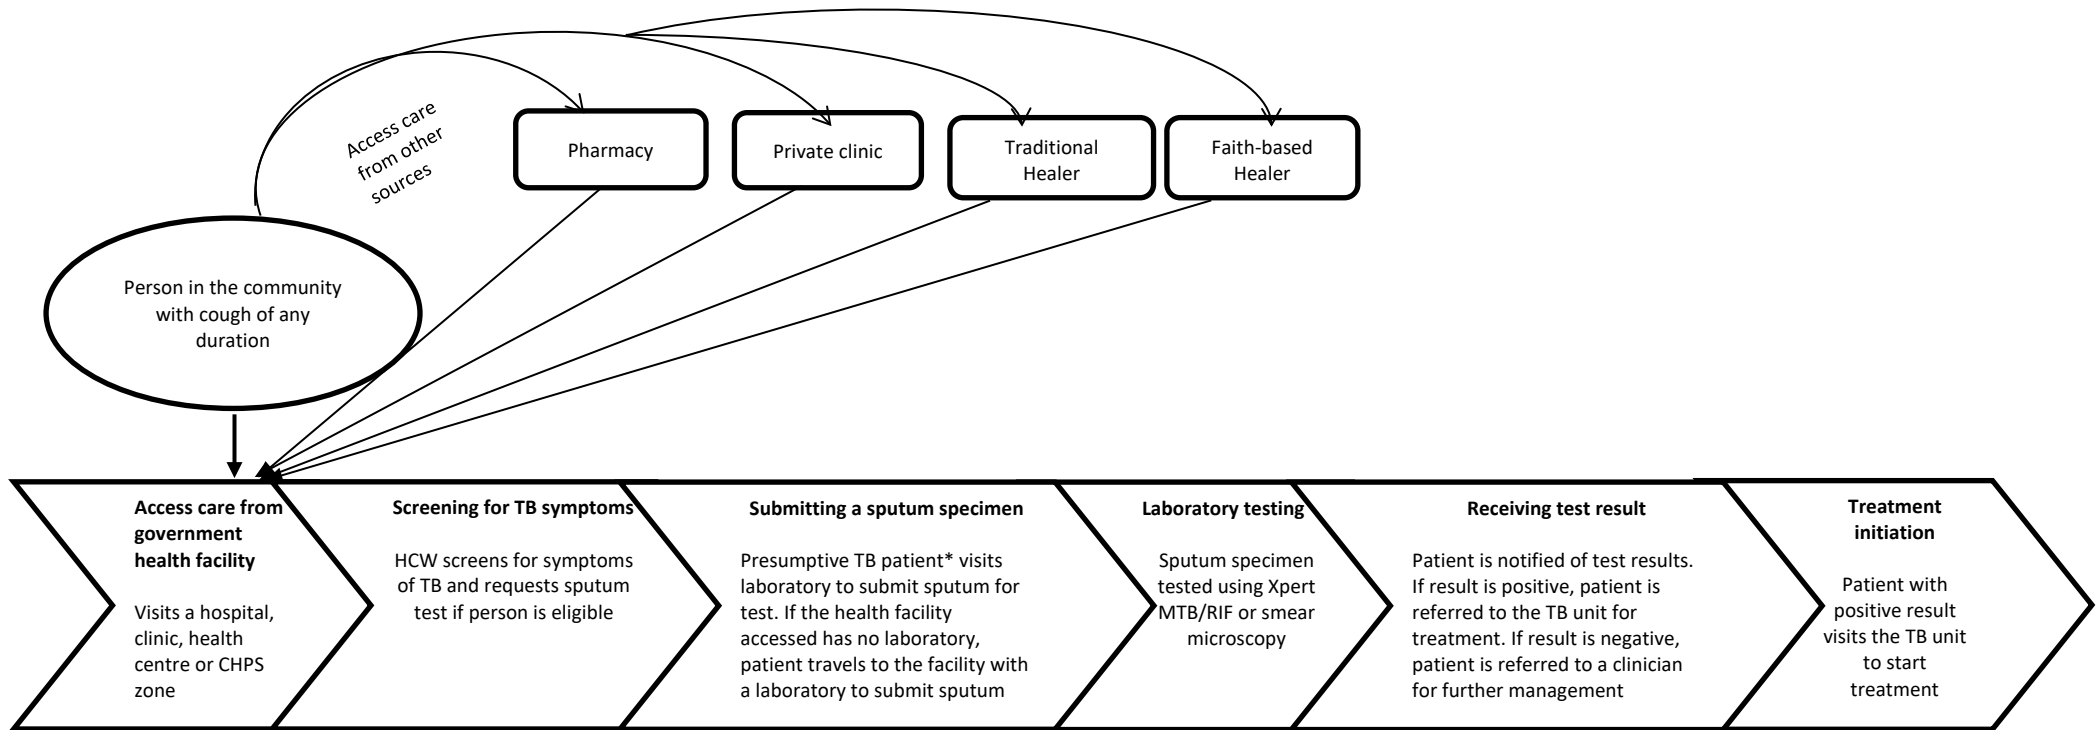 Access care
from other
sources
Pharmacy
Private clinic
Traditional
Healer
Faith-based
Healer
Person in the community
with cough of any
duration
Access care from
government
health facility
Visits a hospital,
clinic, health
centre or CHPS
zone
Screening for TB symptoms
HCW screens for symptoms
of TB and requests sputum
test if person is eligible
Submitting a sputum specimen
Presumptive TB patient* visits
laboratory to submit sputum for
test. If the health facility
accessed has no laboratory,
patient travels to the facility with
a laboratory to submit sputum
Laboratory testing
Sputum specimen
tested using Xpert
MTB/RIF or smear
microscopy
Receiving test result
Patient is notified of test results.
If result is positive, patient is
referred to the TB unit for
treatment. If result is negative,
patient is referred to a clinician
for further management
Treatment
initiation
Patient with
positive result
visits the TB unit
to start
treatment